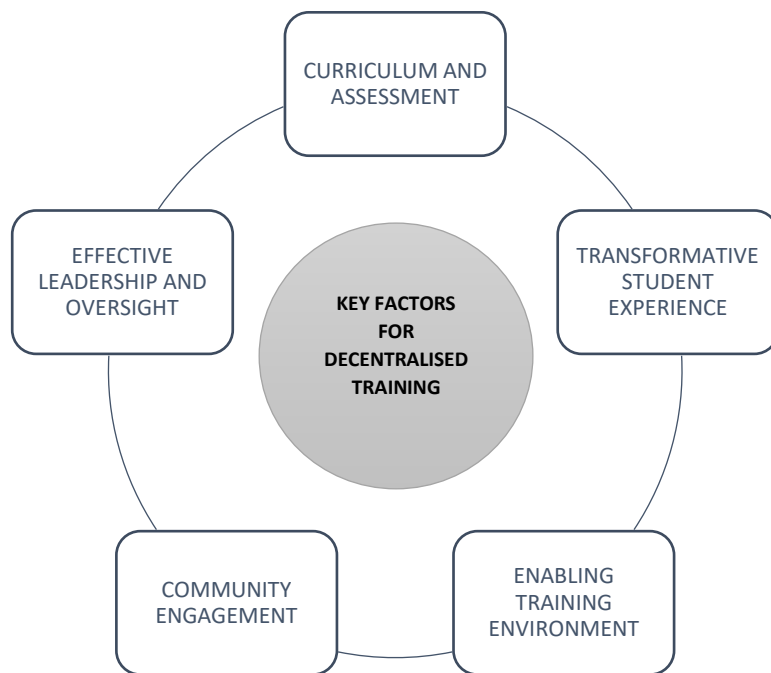 CURRICULUM AND
ASSESSMENT
EFFECTIVE
LEADERSHIP AND
OVERSIGHT
TRANSFORMATIVE
STUDENT
EXPERIENCE
KEY FACTORS
FOR
DECENTRALISED
TRAINING
COMMUNITY
ENGAGEMENT
ENABLING
TRAINING
ENVIRONMENT